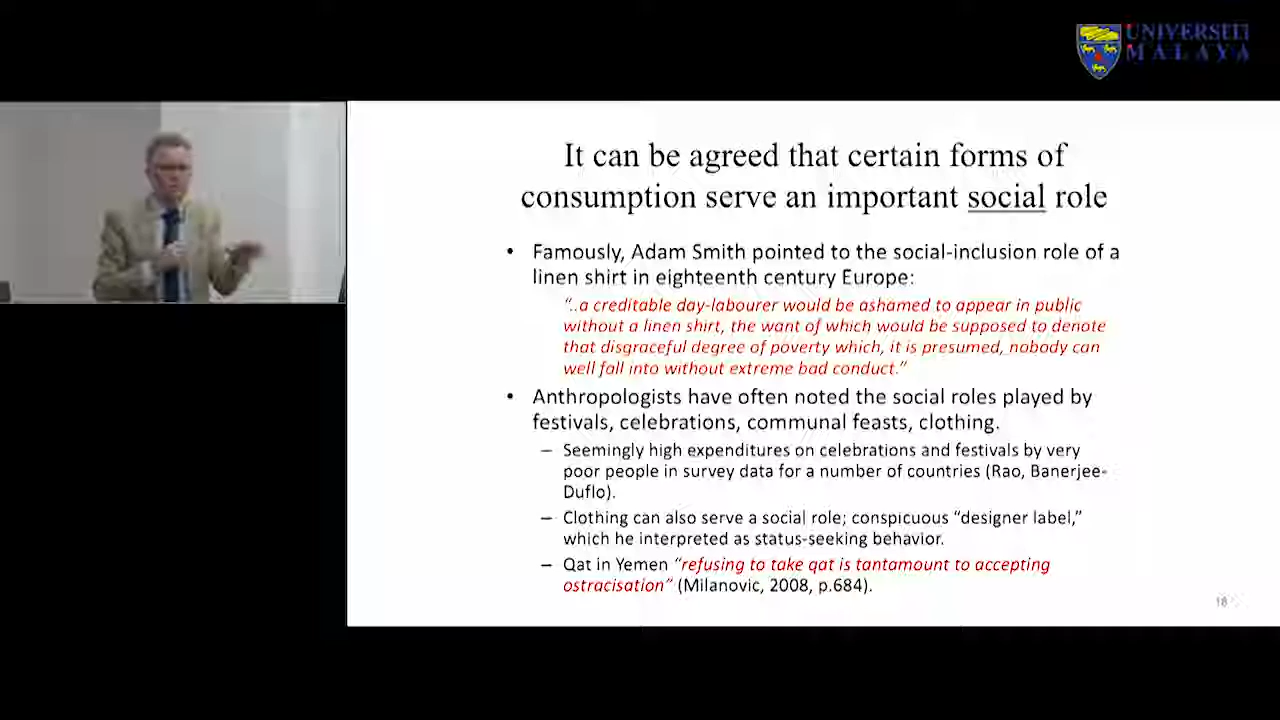 UNIVERSITI
MALAYA
It can be agreed that certain forms of
consumption serve an important social role
• Famously, Adam Smith pointed to the social-inclusion role of a
linen shirt in eighteenth century Europe:
“..a creditable day-labourer would be ashamed to appear in public
without a linen shirt, the want of which would be supposed to denote
that disgraceful degree of poverty which, it is presumed, nobody can
well fall into without extreme bad conduct.”
• Anthropologists have often noted the social roles played by
festivals, celebrations, communal feasts, clothing.
– Seemingly high expenditures on celebrations and festivals by very
poor people in survey data for a number of countries (Rao, Banerjee-
Duflo).
– Clothing can also serve a social role; conspicuous “designer label,”
which he interpreted as status-seeking behavior.
– Qat in Yemen “refusing to take qat is tantamount to accepting
ostracisation” (Milanovic, 2008, p.684).
18